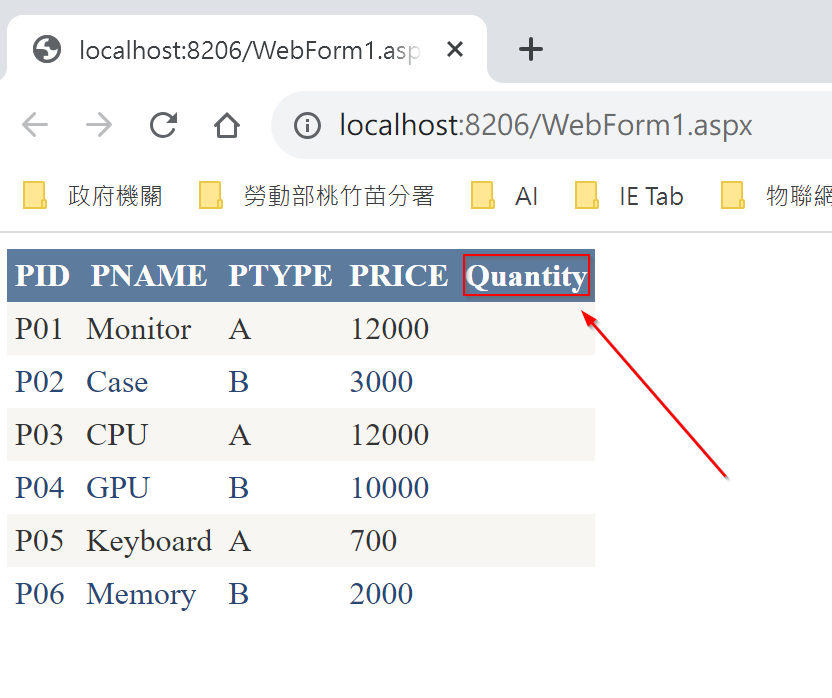 localhost:8206/WebForm1.asp
localhost:8206/WebForm1.aspx
政府機關 勞動部桃竹苗分署 AI IE Tab 物聯網
PID PNAME PTYPE PRICE Quantity
P01 Monitor A 12000
P02 Case B 3000
P03 CPU A 12000
P04 GPU B 10000
P05 Keyboard A 700
P06 Memory B 2000